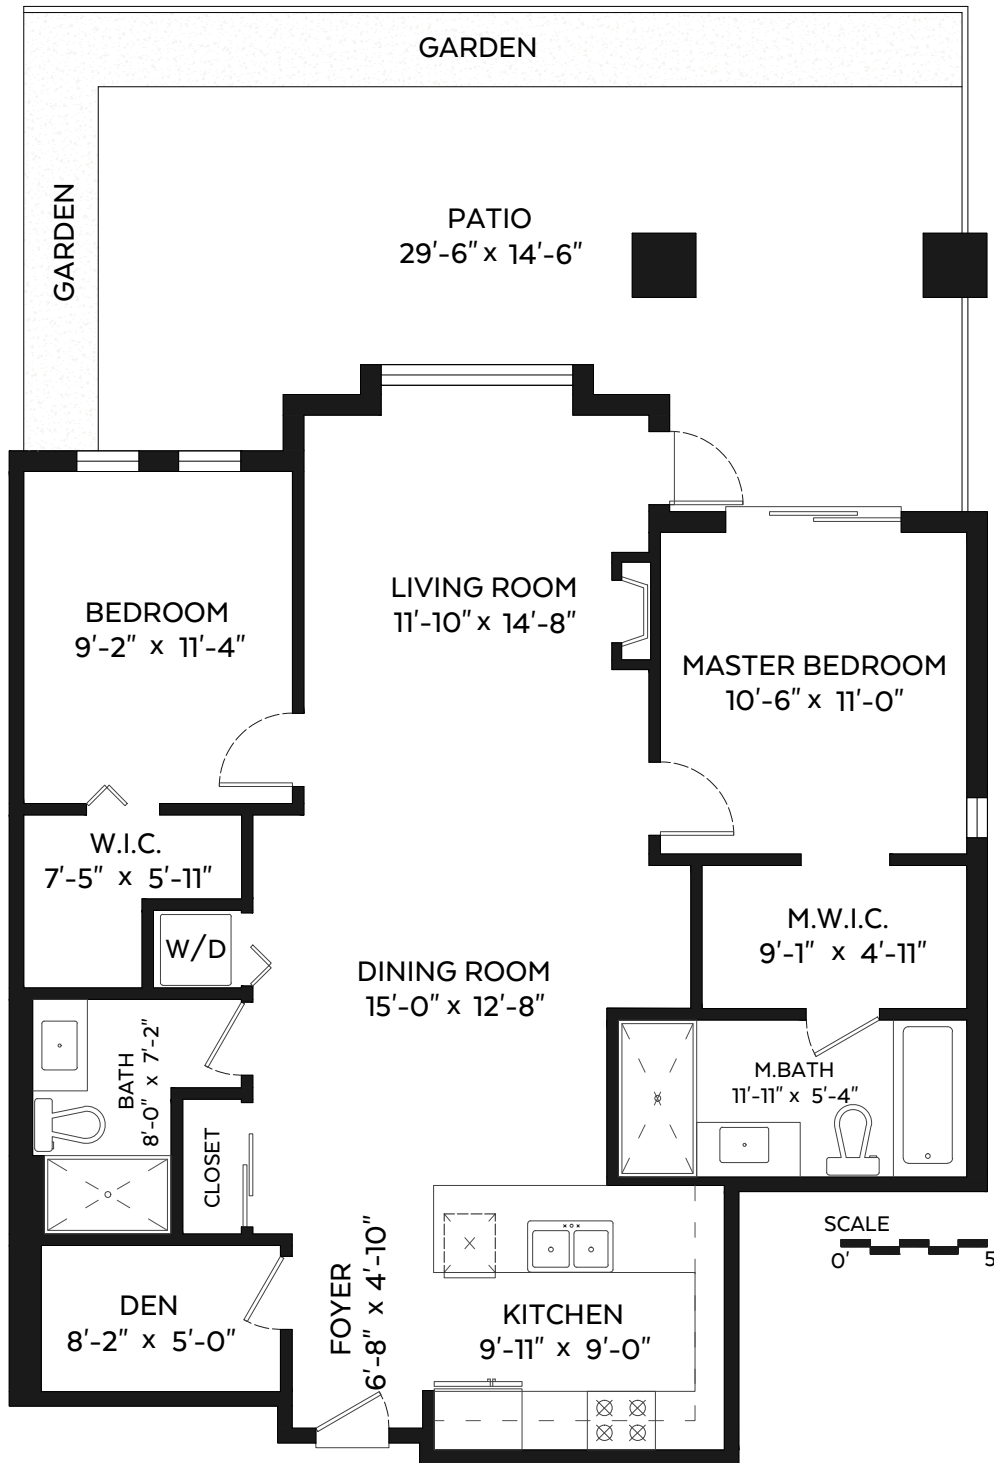 GARDEN
GARDEN
PATIO
29'-6" x 14'-6"
LIVING ROOM
11'-10" x 14'-8"
BEDROOM
9'-2" x 11'-4"
MASTER BEDROOM
10'-6" x 11'-0"
W.I.C.
7'-5" x 5'-11"
W/D
M.W.I.C.
9'-1" x 4'-11"
DINING ROOM
15'-0" x 12'-8"
BATH
8'-0" x 7'-2"
M.BATH
11'-11" x 5'-4"
CLOSET
SCALE
0' 5
FOYER
6'-8" x 4'-10"
DEN
8'-2" x 5'-0"
KITCHEN
9'-11" x 9'-0"